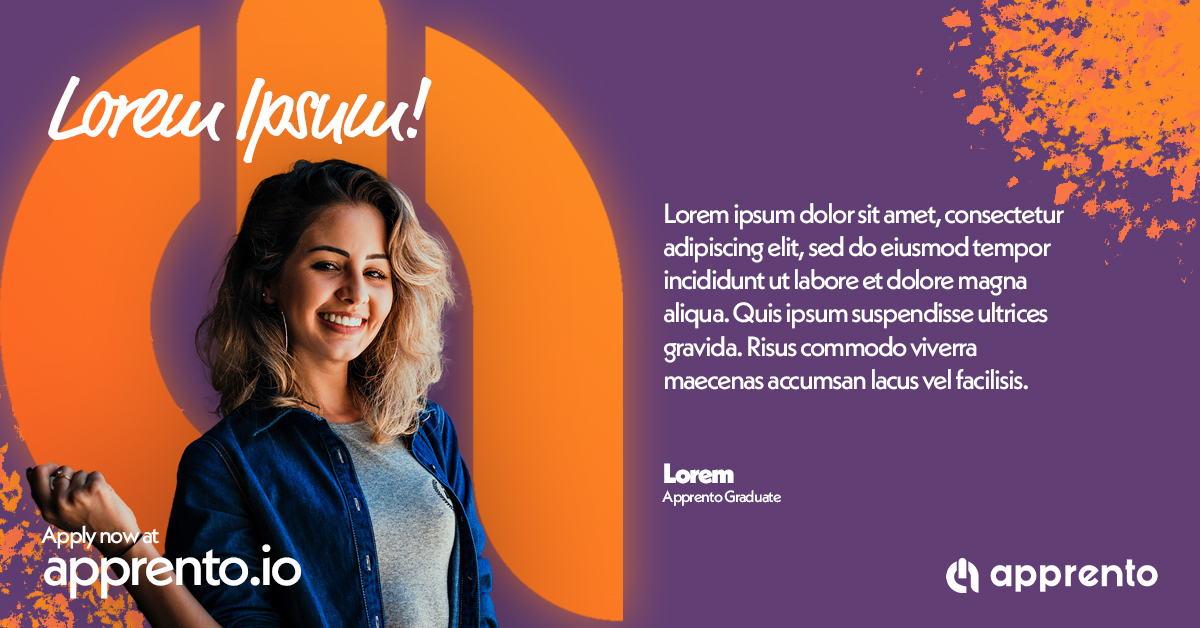 Lorem Ipsum!
Lorem ipsum dolor sit amet, consectetur
adipiscing elit, sed do eiusmod tempor
incididunt ut labore et dolore magna
aliqua. Quis ipsum suspendisse ultrices
gravida. Risus commodo viverra
maecenas accumsan lacus vel facilisis.
Lorem
Apprento Graduate
Apply now at
apprento.io
apprento